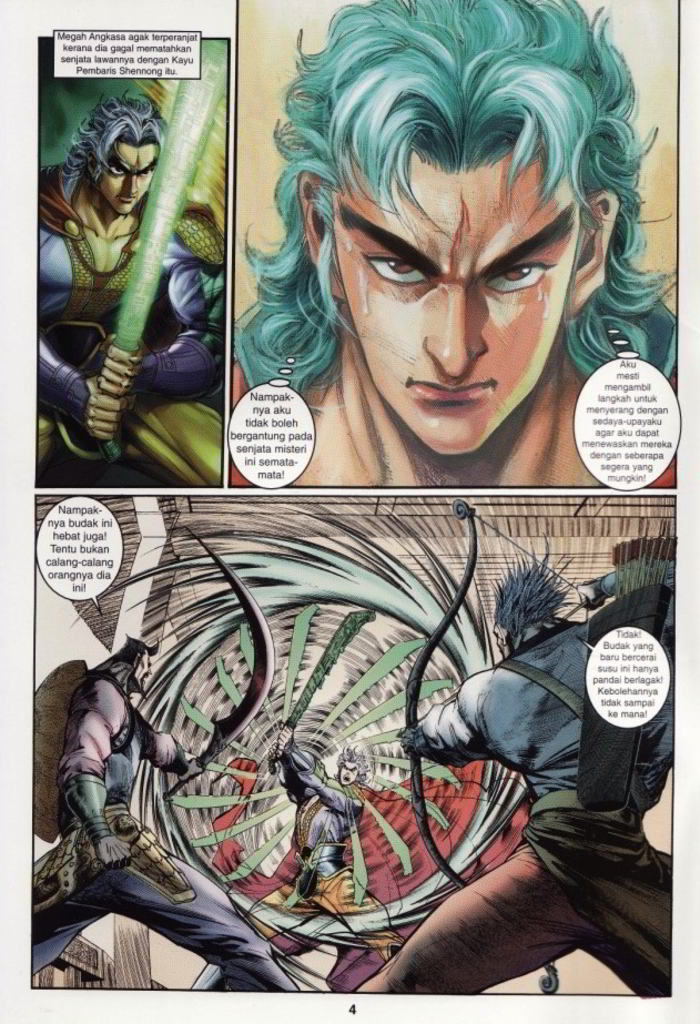 Megah Angkasa agak terperanjat
kerana dia gagal mematahkan
senjata lawannya dengan Kayu
Pembaris Shennong itu.
Nampak-
nya aku
tidak boleh
bergantung pada
senjata misteri
ini semata-
mata!
Aku
mesti
mengambil
langkah untuk
menyerang dengan
sedaya-upayaku
agar aku dapat
menewaskan mereka
dengan seberapa
segera yang
mungkin!
Nampak-
nya budak ini
hebat juga!
Tentu bukan
calang-calang
orangnya dia
ini!
Tidak!
Budak yang
baru bercerai
susu ini hanya
pandai berlagak!
Kebolehannya
tidak sampai
ke mana!
4